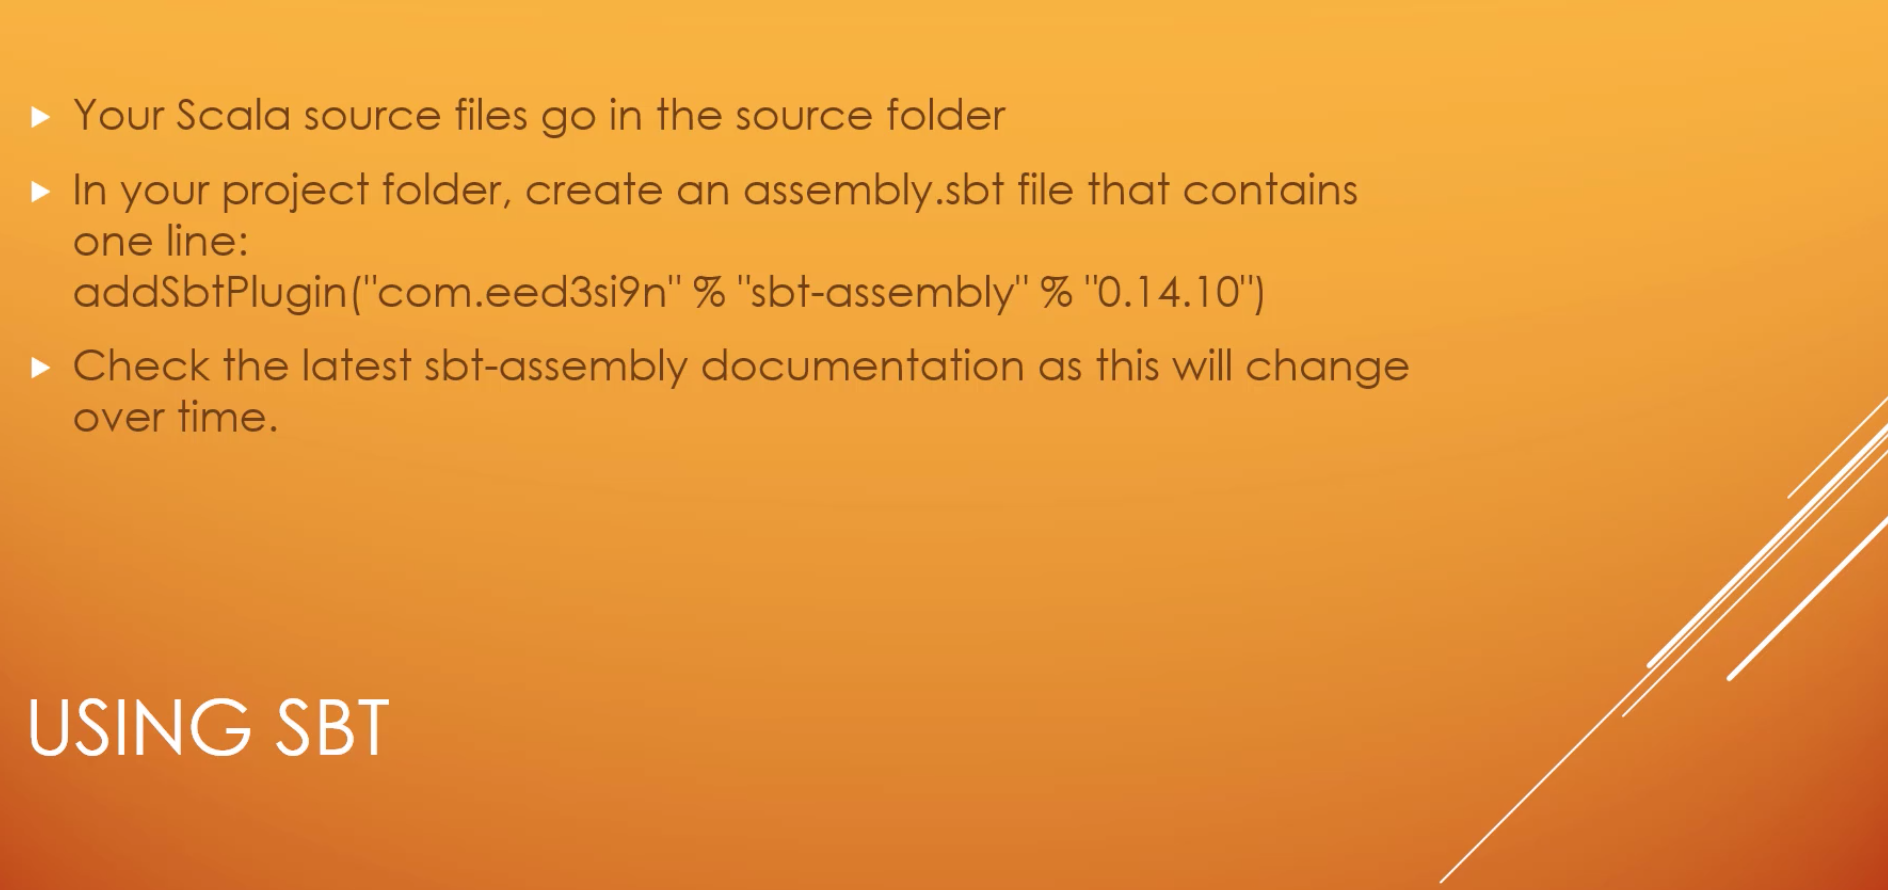 Your Scala source files go in the source folder
In your project folder, create an assembly.sbt file that contains
one line:
addSbtPlugin("com.eed3si9n" % "sbt-assembly" % "0.14.10")
Check the latest sbt-assembly documentation as this will change
over time.
USING SBT